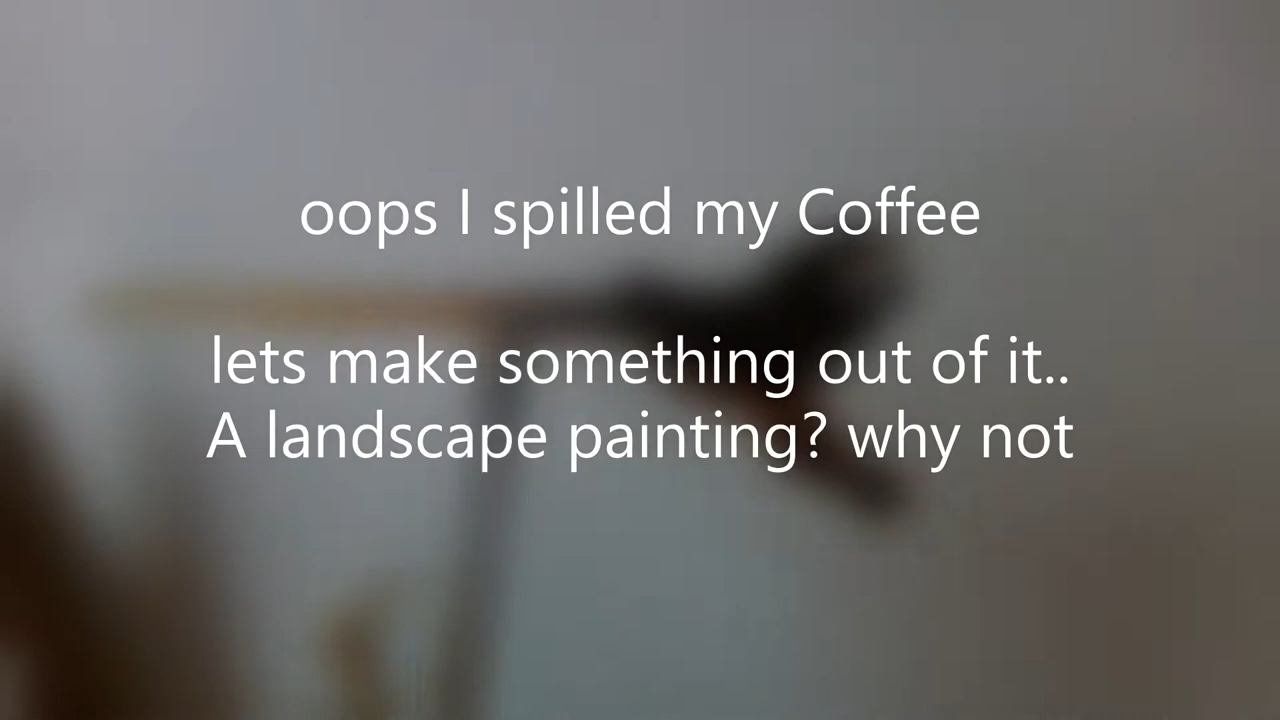 oops I spilled my Coffee
lets make something out of it..
A landscape painting? why not